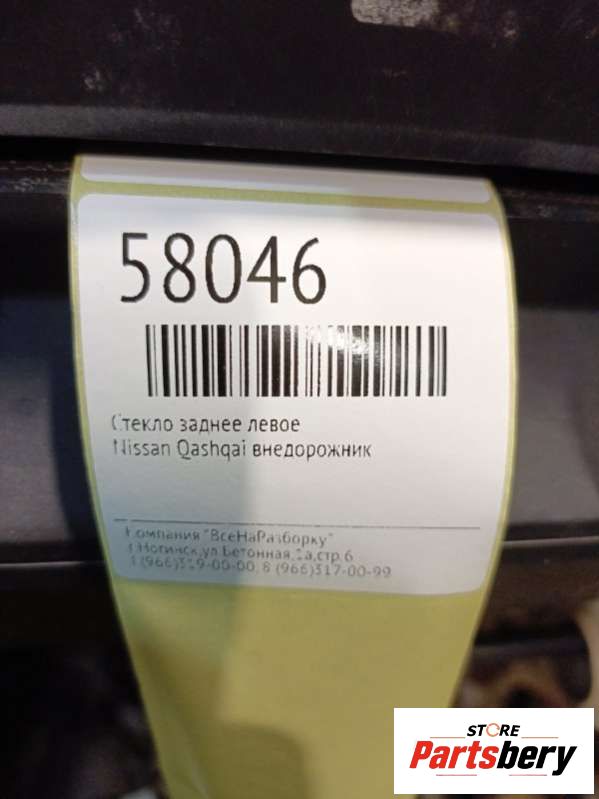 58046
Стекло заднее левое
Nissan Qashqai внедорожник
Компания "ВсеНаРазборку"
г.Ногинск,ул.Бетонная,2а,стр.6
8 (966)319-00-00, 8 (966)317-00-99
STORE
Partsbery